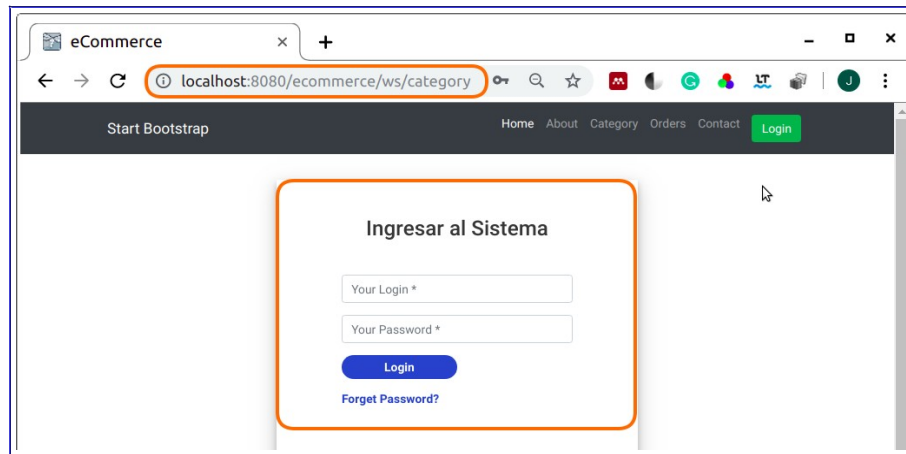 eCommerce
localhost:8080/ecommerce/ws/category
Start Bootstrap
Home About Category Orders Contact Login
Ingresar al Sistema
Your Login *
Your Password *
Login
Forget Password?